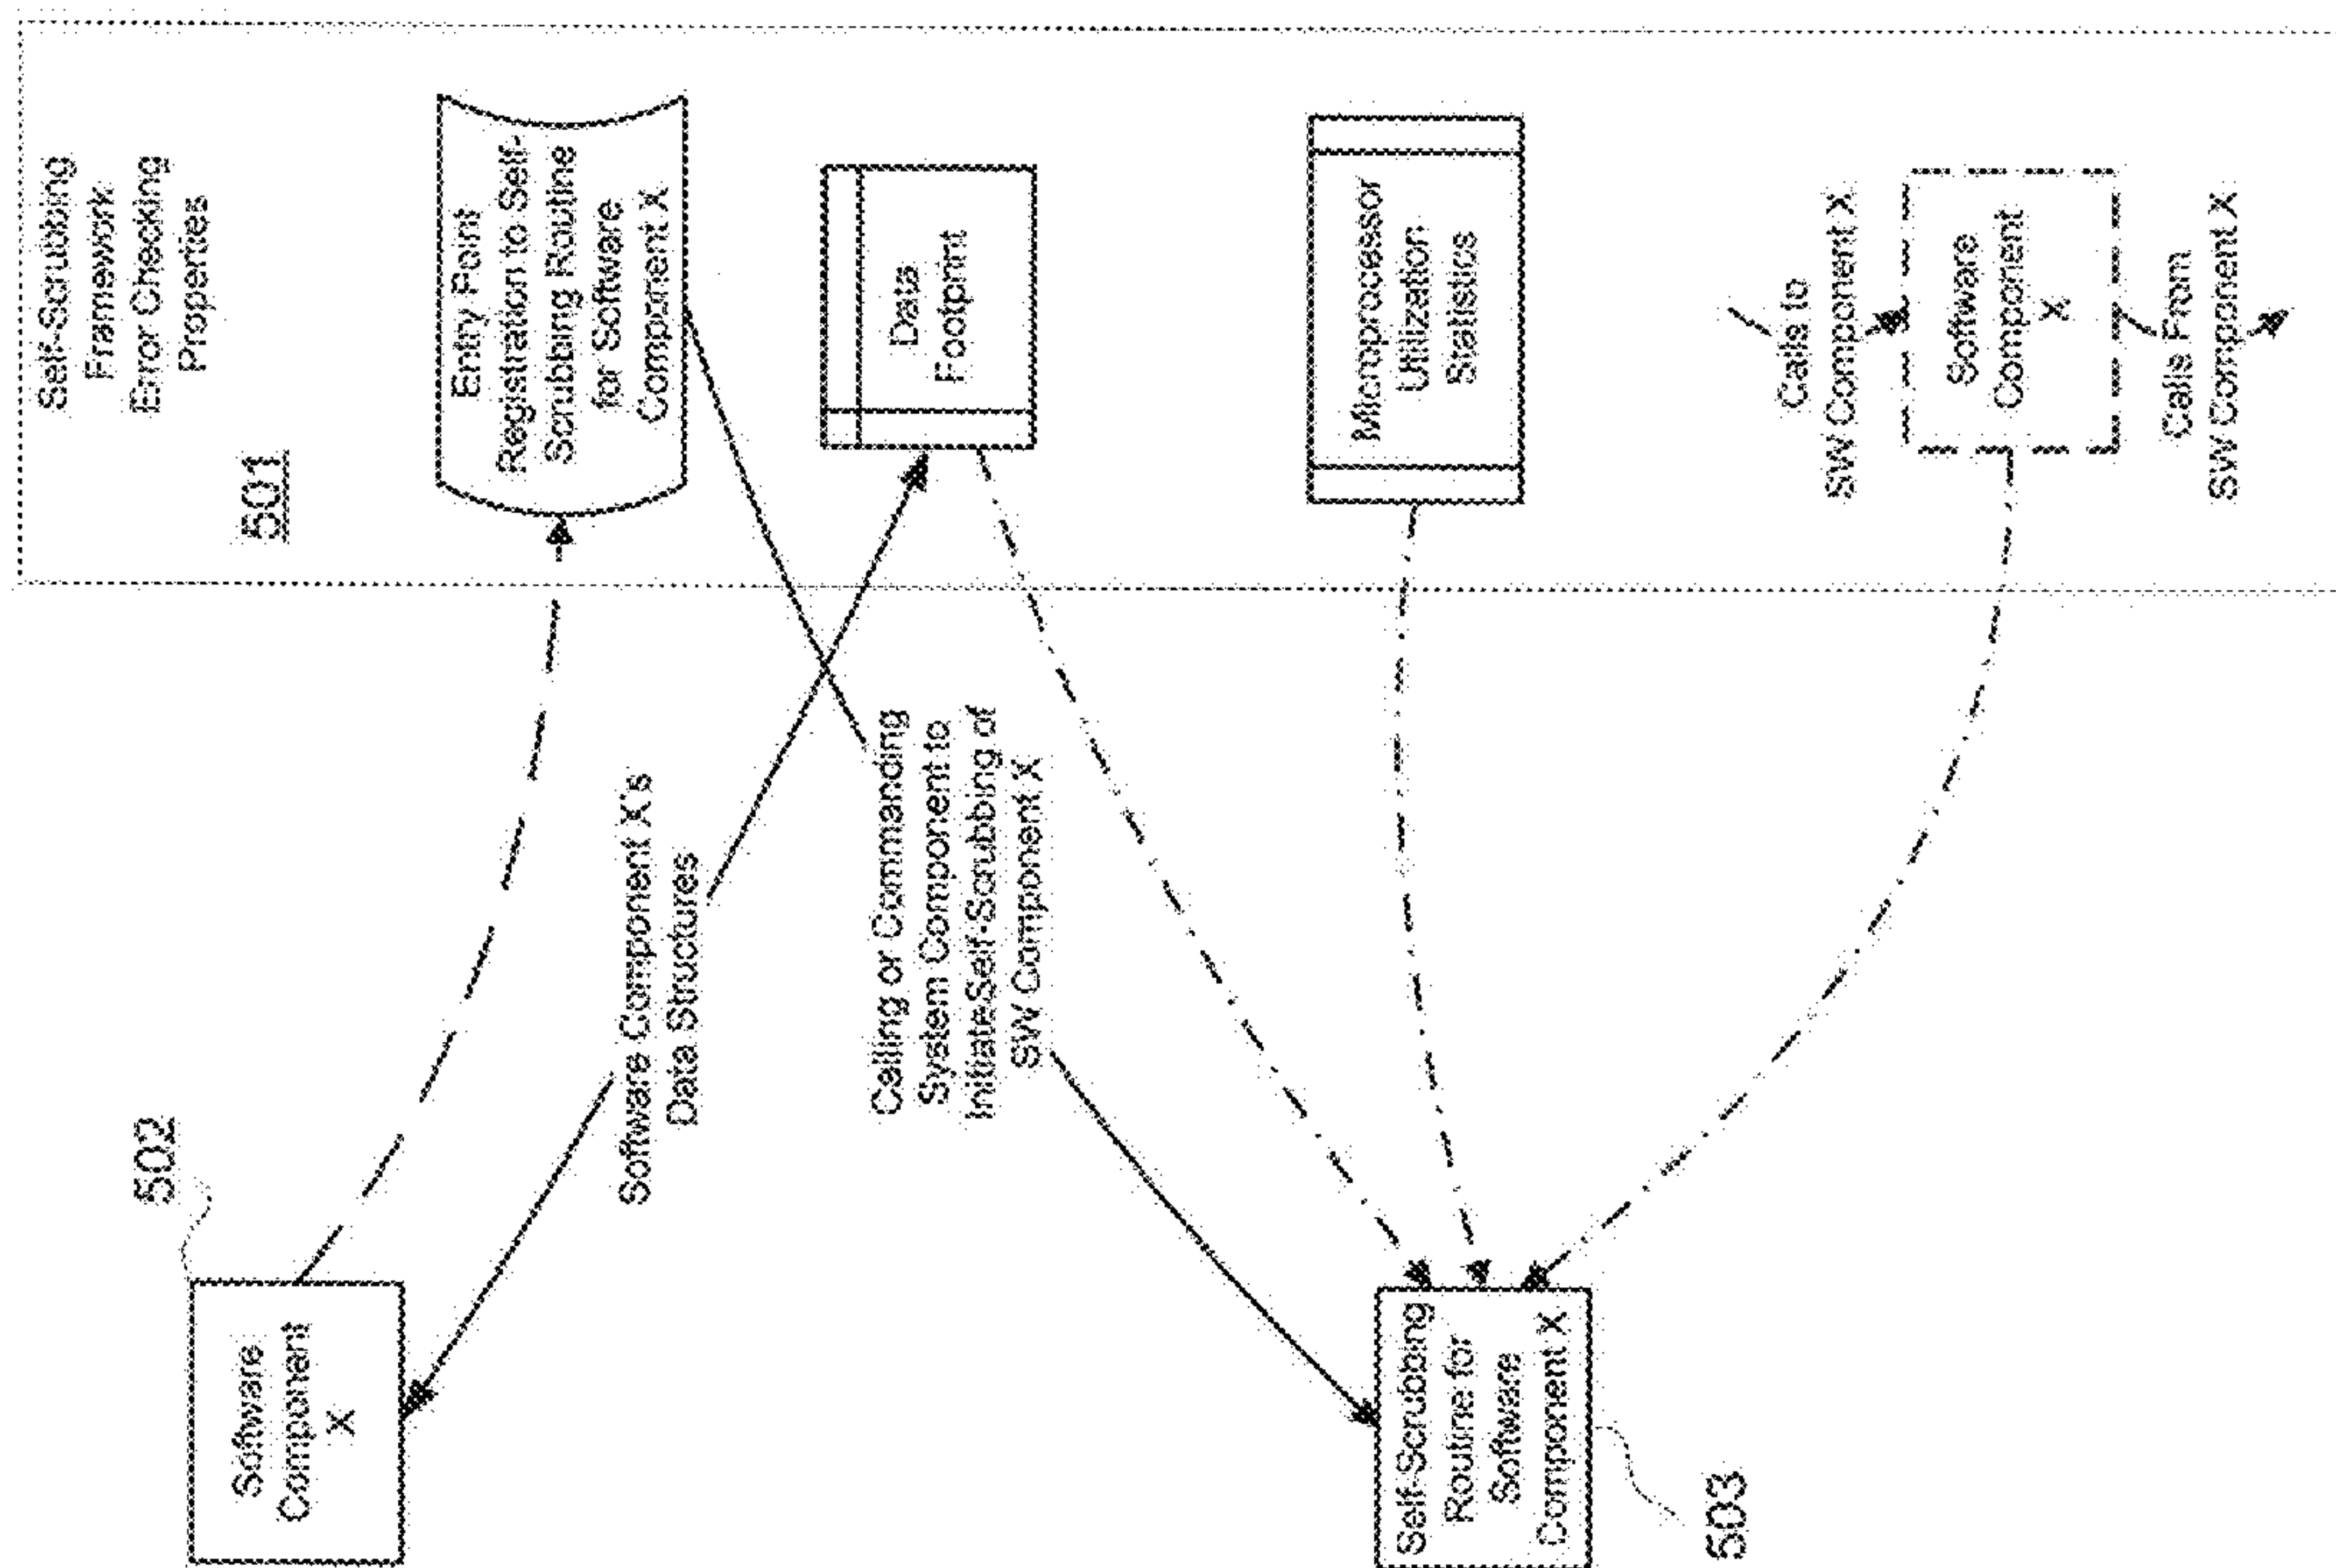 Self-Scrubbing
Framework
Error Checking
Properties
501
Entry Point
Registration to Self-
Scrubbing Routine
for Software
Component X
Data
Footprint
Microprocessor
Utilization
Statistics
Calls to
SW Component X
Software
Component
X
Calls From
SW Component X
Software Component X's
Data Structures
Calling or Commanding
System Component to
InitiateSelf-Scrubbing of
SW Component X
502
Software
Component
X
Self-Scrubbing
Routine for
Software
Component X
503